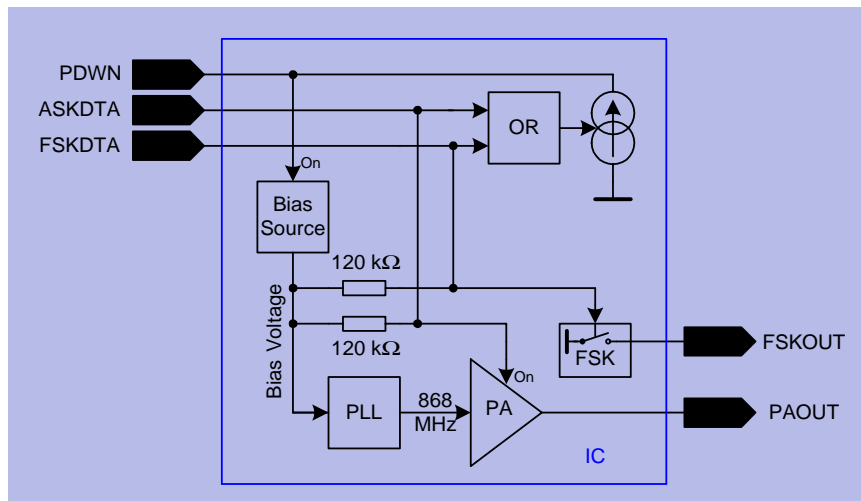 PDWN
ASKDTA
FSKDTA
OR
On
Bias
Source
120 kΩ
120 kΩ
Bias Voltage
FSK
FSKOUT
On
PLL
868
MHz
PA
PAOUT
IC